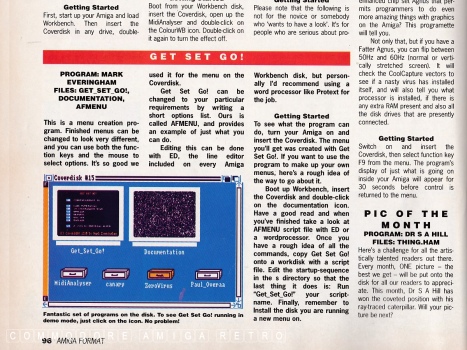 Getting Started
First, start your Amiga and load
Workbench. Then insert the
Coverdisk in any drive, double-
Boot from your Workbench disk,
insert the Coverdisk, open up the
MidiAnalyser and double-click on
the ColourWB icon. Double-click on
it again to turn the effect off.
Getting Started
Please note that the following is
not for the novice or somebody
who 'wants to have a look'. It's for
people who are serious about pro-
enhanced chip set Agnus that per-
mits programmers to do even
more amazing things with graphics
on the Amiga? This programmette
will tell you.
Not only that, but if you have a
Fatter Agnus, you can flip between
50Hz and 60Hz (normal or verti-
cally stretched screen). It will
check the CoolCapture vectors to
see if a nasty virus has installed
itself, and will also tell you what
processor is installed, if there is
any extra RAM present and also all
the disk drives that are presently
connected.
Getting Started
Switch on and insert the
Coverdisk, then select function key
F9 from the menu. The program's
display of just what is going on
inside your Amiga will appear for
30 seconds before control is
returned to the menu.
GET SET GO!
PROGRAM: MARK
EVERINGHAM
FILES: GET_SET_GO!,
DOCUMENTATION,
AFMENU
This is a menu creation pro-
gram. Finished menus can be
changed to look very different,
and you can use both the func-
tion keys and the mouse to
select options. It's so good we
used it for the menu on the
Coverdisk.
Get Set Go! can be
changed to your particular
requirements by writing a
short options list. Ours is
called AFMENU, and provides
an example of just what you
can do.
Editing this can be done
with ED, the line editor
included on every Amiga
Workbench disk, but person-
ally I'd recommend using a
word processor like Protext for
the job.
Getting Started
To see what the program can
do, turn your Amiga on and
insert the Coverdisk. The menu
you'll get was created with Get
Set Go! If you want to use the
program to make up your own
menus, here's a rough idea of
the way to go about it.
Boot up Workbench, insert
the Coverdisk and double-click
on the documentation icon.
Have a good read and when
you've finished take a look at
AFMENU script file with ED or
a wordprocessor. Once you
have a rough idea of all the
commands, copy Get Set Go!
onto a workdisk with a script
file. Edit the startup-sequence
in the s directory so that the
last thing it does is: Run
"Get_Set_Go!" your script-
name. Finally, remember to
Install the disk you are running
a new menu on.
Coverdisk #15
Get_Set_Go!
Documentation
MidiAnalyser
canary
ZeroVirus
Paul_Overaa
Fantastic set of programs on the disk. To see Get Set Go! running in
demo mode, just click on the icon. No problem!
PIC OF THE
MONTH
PROGRAM: DR S A HILL
FILES: THING.HAM
Here's a challenge for all the artis-
tically talented readers out there.
Every month, ONE picture – the
best we get – will be put onto the
disk for all our readers to appreci-
ate. This month, Dr S A Hill has
won the coveted position with his
raptraced caterpillar. Will your pic-
ture be next?
COMMODORE AMIGA RETRO
96 AMIGA FORMAT